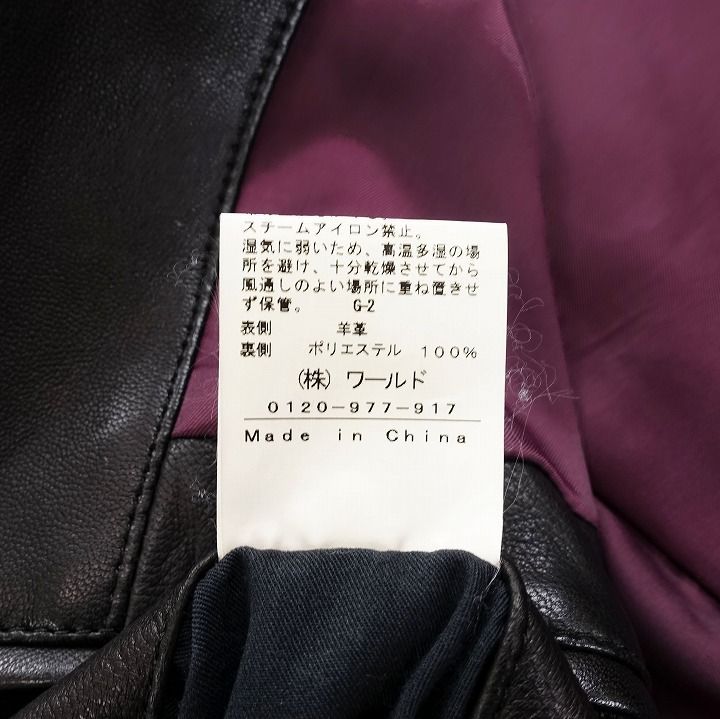 スチームアイロン禁止。
湿気に弱いため、高温多湿の場
所を避け、十分乾燥させてから
風通しのよい場所に重ね置きせ
ず保管。 G-2
表側 羊革
裏側 ポリエステル 100%
(株)ワールド
0120-977-917
Made in China